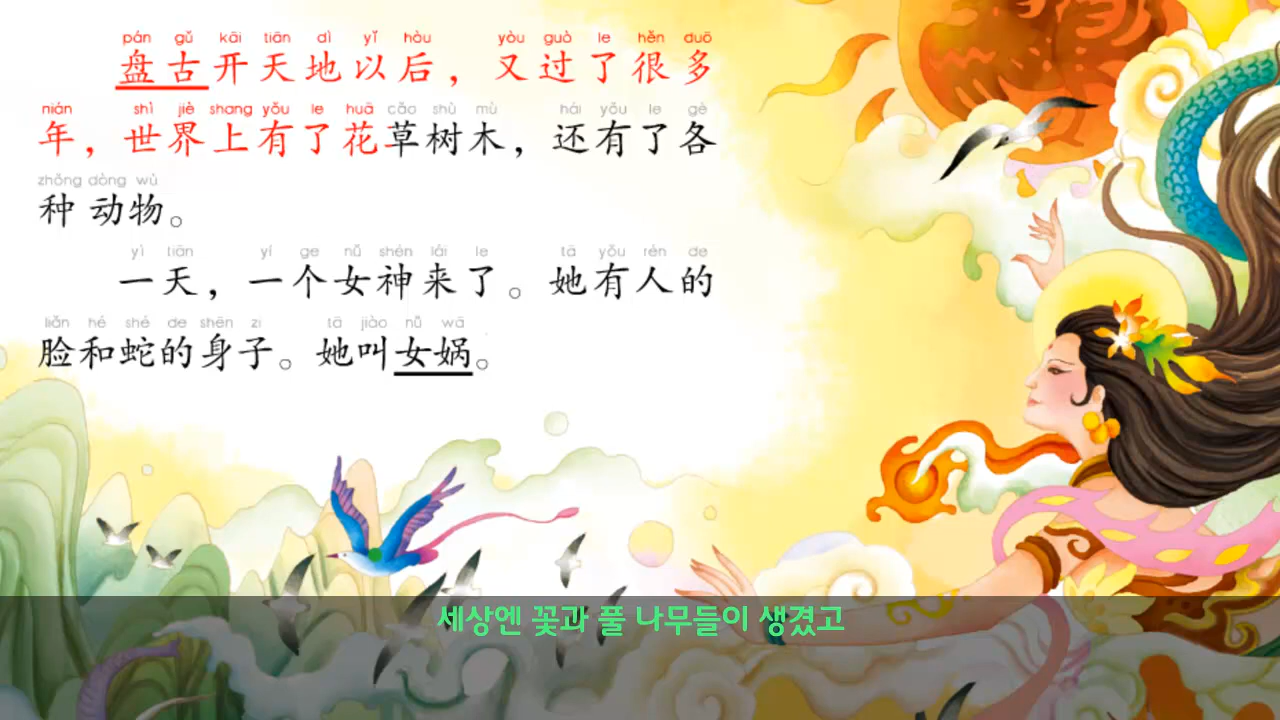 pán gǔ kāi tiān dì yǐ hòu yòu guò le hěn duō
盘古开天地以后，又过了很多
nián shì jiè shang yǒu le huā cǎo shù mù hái yǒu le gè
年，世界上有了花草树木，还有了各
zhǒng dòng wù
种动物。
yì tiān yí ge nǚ shén lái le tā yǒu rén de
一天，一个女神来了。她有人的
liǎn hé shé de shēn zi tā jiào nǚ wā
脸和蛇的身子。她叫女娲。
세상엔 꽃과 풀 나무들이 생겼고